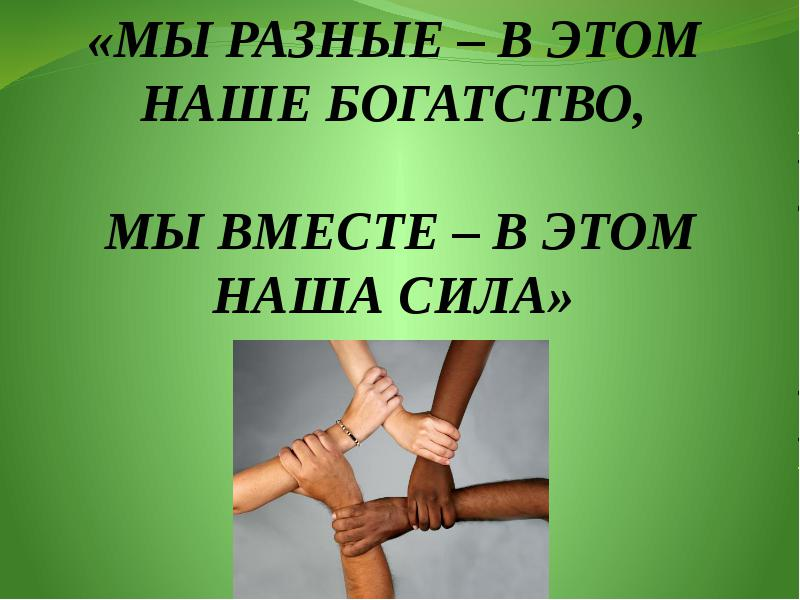 «МЫ РАЗНЫЕ – В ЭТОМ
НАШЕ БОГАТСТВО,
МЫ ВМЕСТЕ – В ЭТОМ
НАША СИЛА»